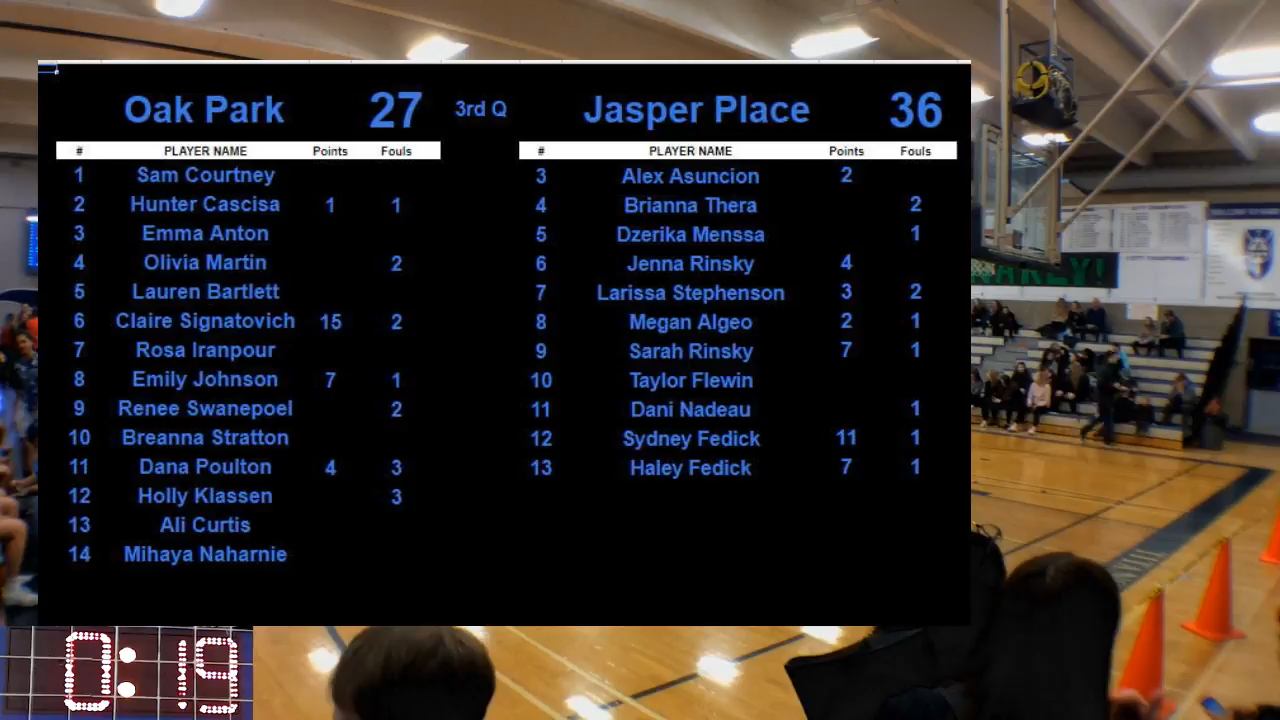 Oak Park 27 3rd Q Jasper Place 36
# PLAYER NAME Points Fouls
1 Sam Courtney
2 Hunter Cascisa 1 1
3 Emma Anton
4 Olivia Martin 2
5 Lauren Bartlett
6 Claire Signatovich 15 2
7 Rosa Iranpour
8 Emily Johnson 7 1
9 Renee Swanepoel 2
10 Breanna Stratton
11 Dana Poulton 4 3
12 Holly Klassen 3
13 Ali Curtis
14 Mihaya Naharnie
# PLAYER NAME Points Fouls
3 Alex Asuncion 2
4 Brianna Thera 2
5 Dzerika Menssa 1
6 Jenna Rinsky 4
7 Larissa Stephenson 3 2
8 Megan Algeo 2 1
9 Sarah Rinsky 7 1
10 Taylor Flewin
11 Dani Nadeau 1
12 Sydney Fedick 11 1
13 Haley Fedick 7 1
0:19